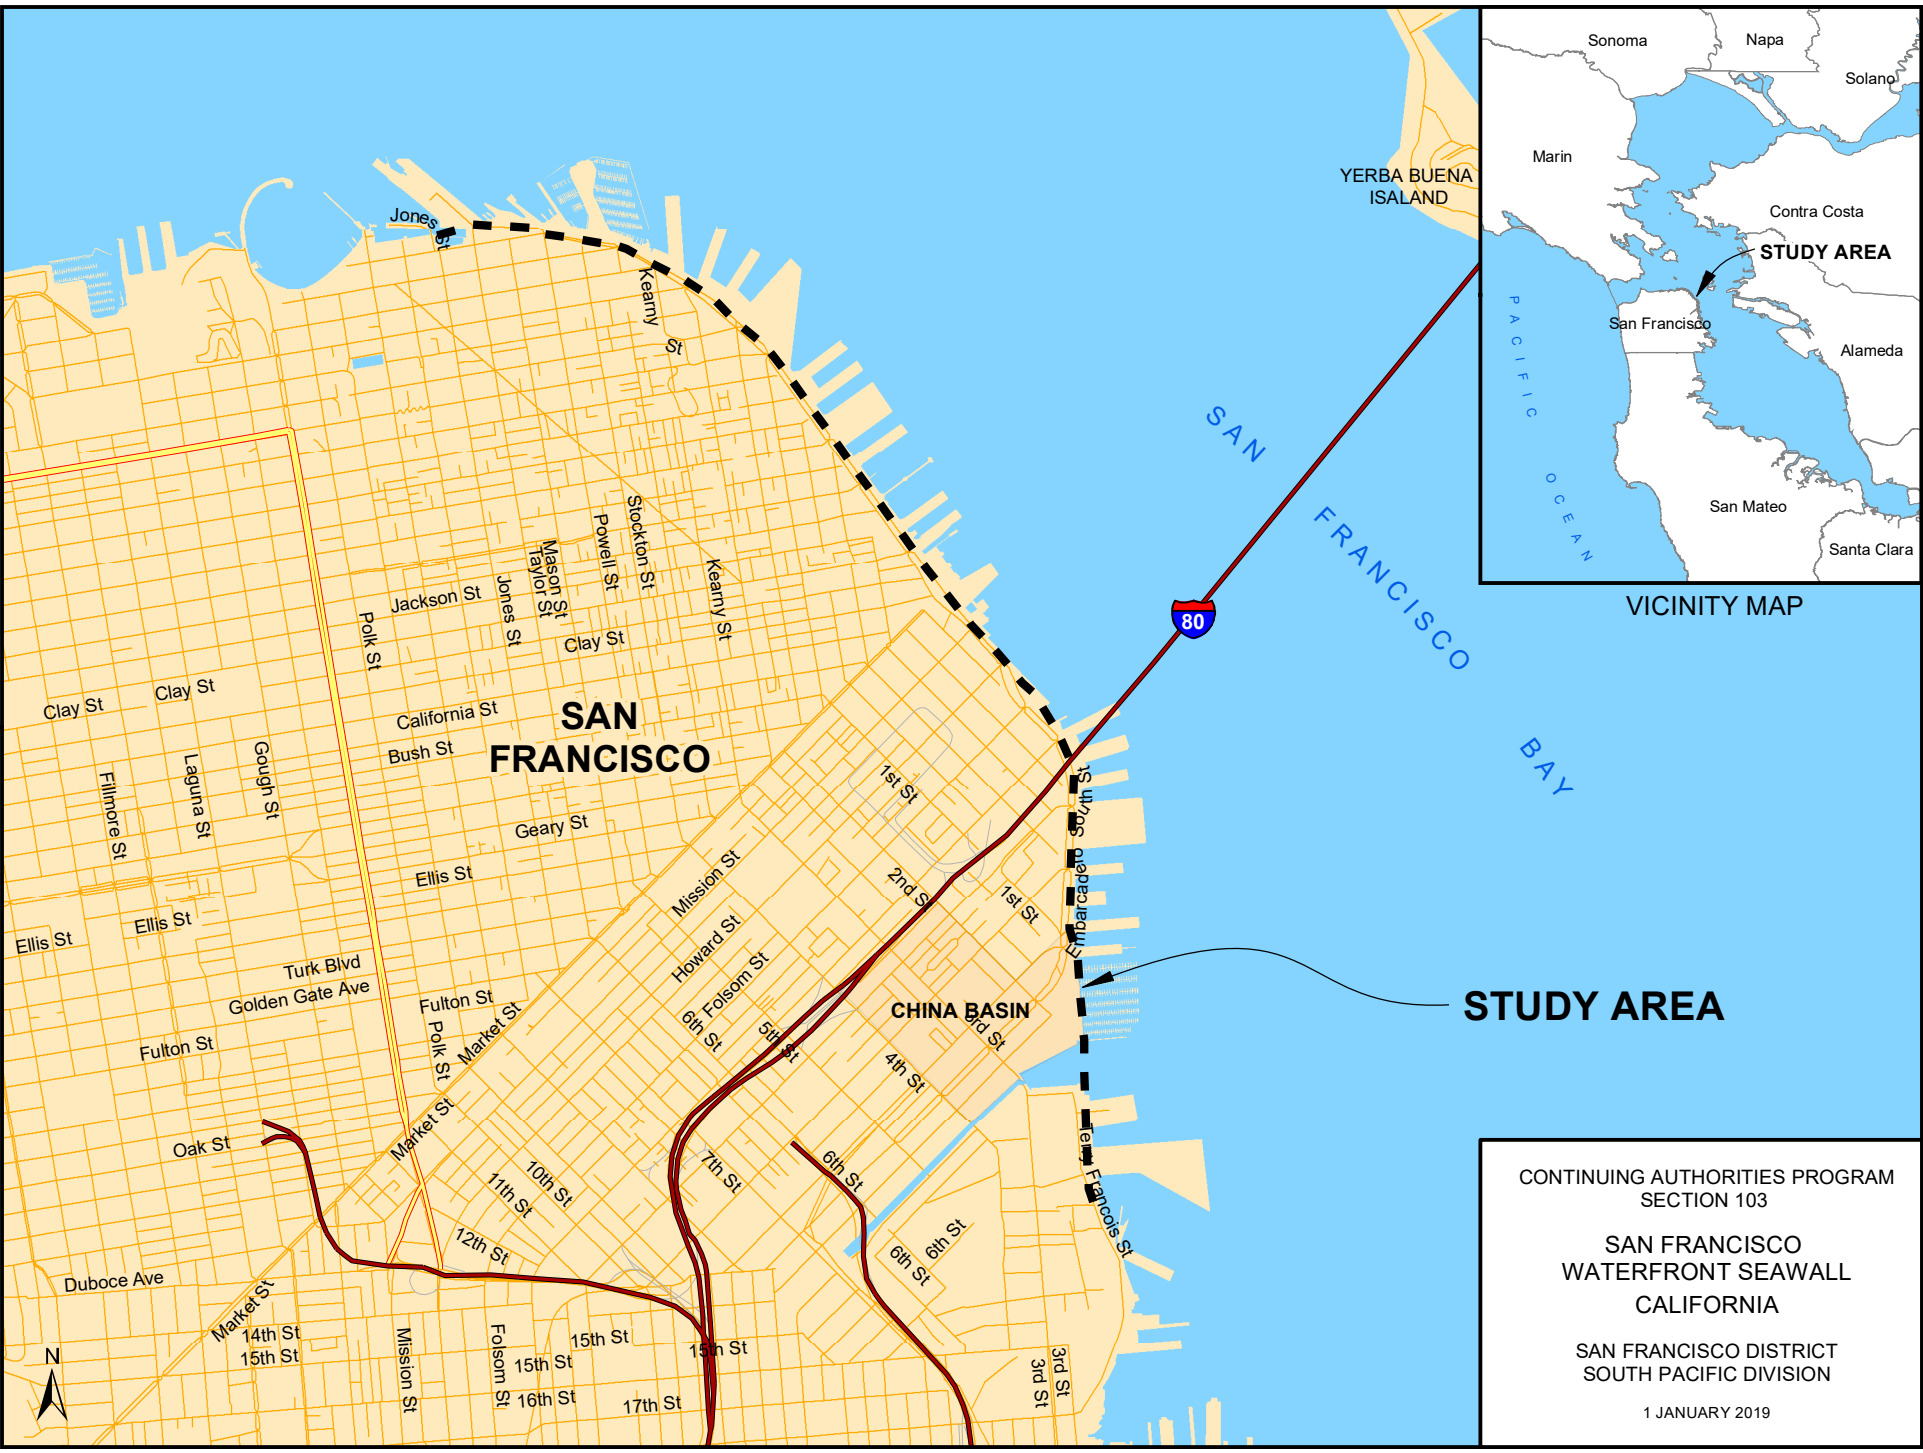 Jones St
Kearny
St
YERBA BUENA
ISALAND
SAN
FRANCISCO
BAY
80
Stockton St
Powell St
Mason St
Taylor St
Jones St
Kearny St
Jackson St
Clay St
Polk St
Clay St
Clay St
California St
Bush St
SAN
FRANCISCO
Gough St
Laguna St
Fillmore St
Geary St
Ellis St
Ellis St
Ellis St
Turk Blvd
Golden Gate Ave
Fulton St
Fulton St
Polk St
Market St
Market St
Market St
Oak St
Duboce Ave
1st St
1st St
2nd St
Mission St
Howard St
Folsom St
6th St
5th St
CHINA BASIN
3rd St
4th St
Embarcadero South St
STUDY AREA
Terry Francois St
7th St
6th St
6th St
6th St
10th St
11th St
12th St
14th St
15th St
Mission St
Folsom St
15th St
15th St
15th St
16th St
17th St
3rd St
3rd St
N
Sonoma
Napa
Solano
Marin
Contra Costa
STUDY AREA
San Francisco
Alameda
PACIFIC OCEAN
San Mateo
Santa Clara
VICINITY MAP
CONTINUING AUTHORITIES PROGRAM
SECTION 103
SAN FRANCISCO
WATERFRONT SEAWALL
CALIFORNIA
SAN FRANCISCO DISTRICT
SOUTH PACIFIC DIVISION
1 JANUARY 2019